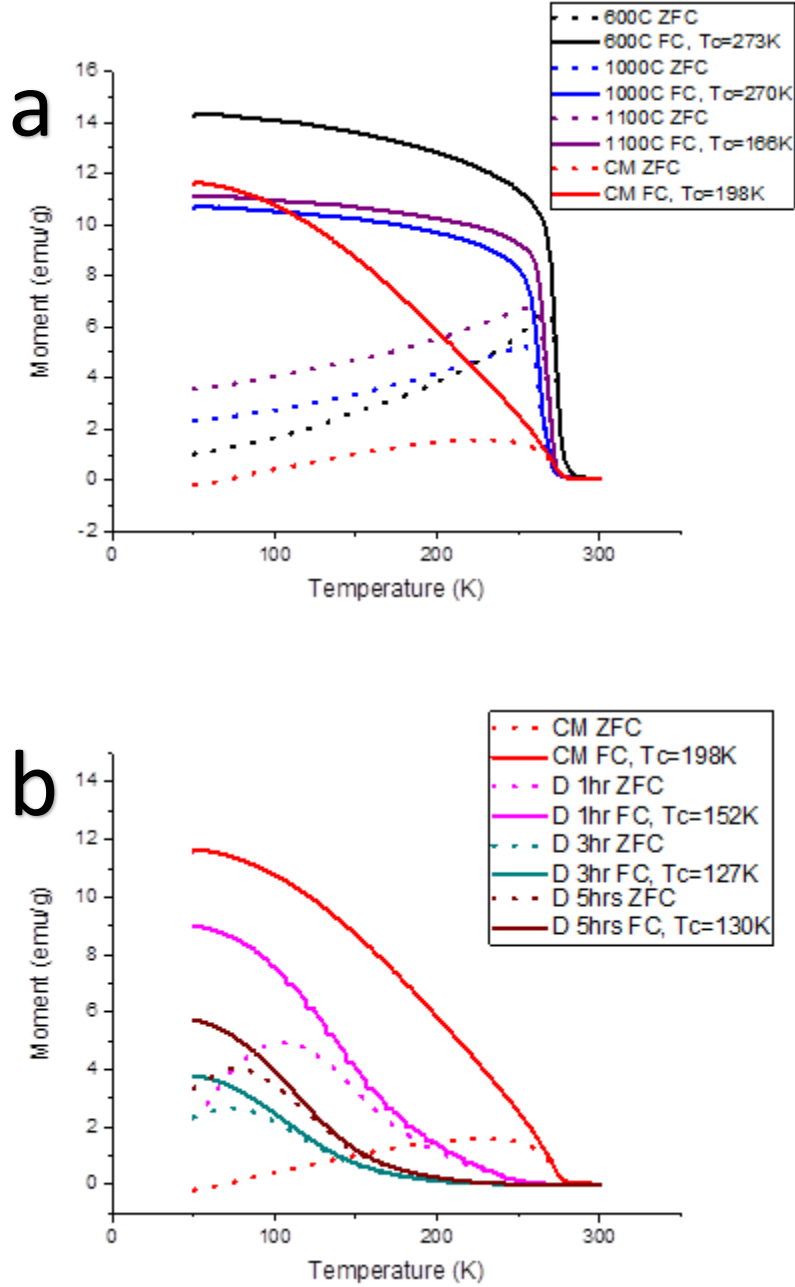 a
600C ZFC
600C FC, Tc=273K
1000C ZFC
1000C FC, Tc=270K
1100C ZFC
1100C FC, Tc=166K
CM ZFC
CM FC, Tc=198K
16
14
12
10
8
6
4
2
0
-2
Moment (emu/g)
0
100
200
300
Temperature (K)
b
CM ZFC
CM FC, Tc=198K
D 1hr ZFC
D 1hr FC, Tc=152K
D 3hr ZFC
D 3hr FC, Tc=127K
D 5hrs ZFC
D 5hrs FC, Tc=130K
14
12
10
8
6
4
2
0
Moment (emu/g)
0
100
200
300
Temperature (K)